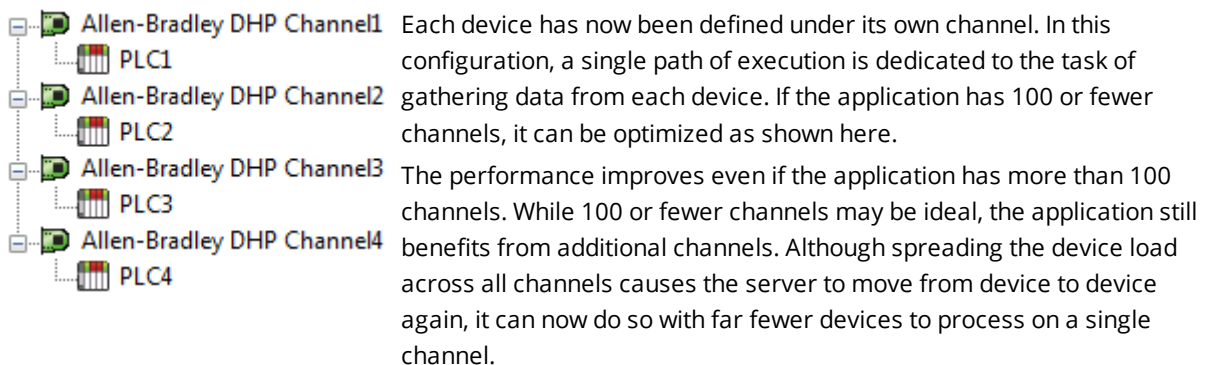 Allen-Bradley DHP Channel1
PLC1
Allen-Bradley DHP Channel2
PLC2
Allen-Bradley DHP Channel3
PLC3
Allen-Bradley DHP Channel4
PLC4
Each device has now been defined under its own channel. In this
configuration, a single path of execution is dedicated to the task of
gathering data from each device. If the application has 100 or fewer
channels, it can be optimized as shown here.
The performance improves even if the application has more than 100
channels. While 100 or fewer channels may be ideal, the application still
benefits from additional channels. Although spreading the device load
across all channels causes the server to move from device to device
again, it can now do so with far fewer devices to process on a single
channel.